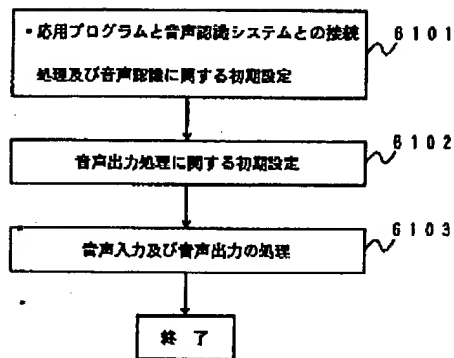 ・応用プログラムと音声認識システムとの接続
処理及び音声認識に関する初期設定
6101
音声出力処理に関する初期設定
6102
音声入力及び音声出力の処理
6103
終了